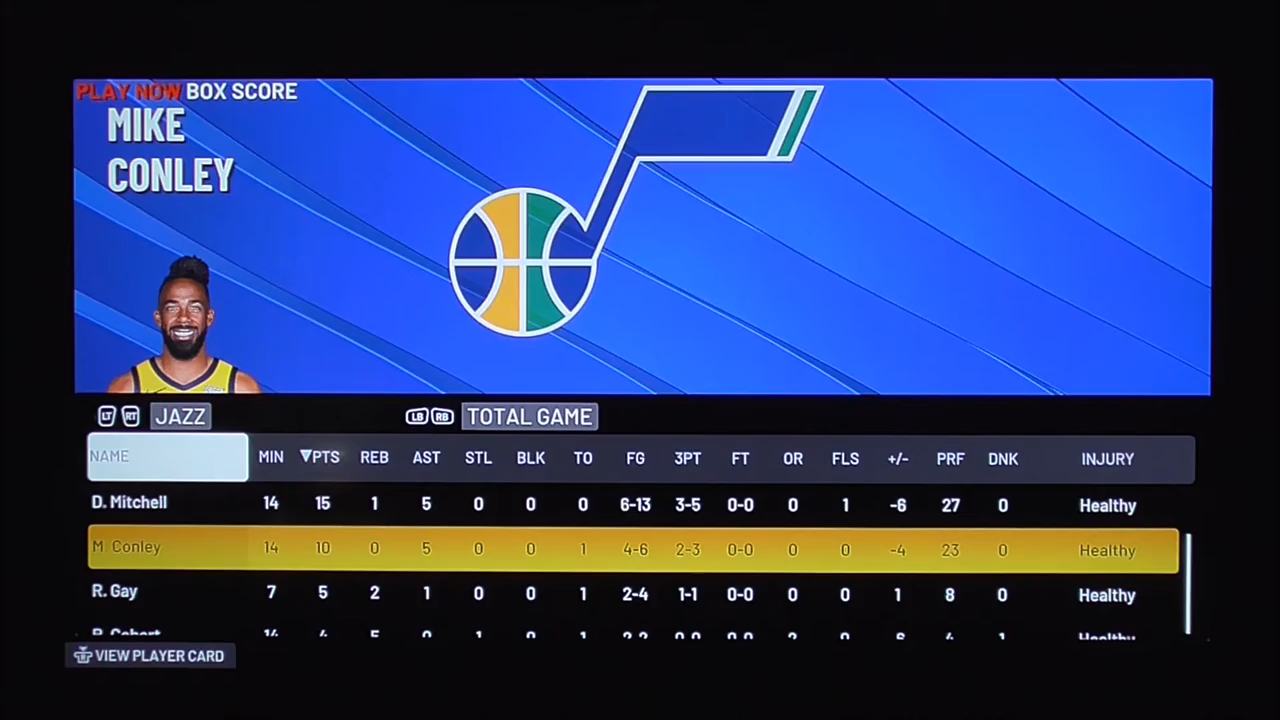 PLAY NOW BOX SCORE
MIKE
CONLEY
LT RT JAZZ LB RB TOTAL GAME
NAME MIN ▼PTS REB AST STL BLK TO FG 3PT FT OR FLS +/- PRF DNK INJURY
D. Mitchell 14 15 1 5 0 0 0 6-13 3-5 0-0 0 1 -6 27 0 Healthy
M. Conley 14 10 0 5 0 0 1 4-6 2-3 0-0 0 0 -4 23 0 Healthy
R. Gay 7 5 2 1 0 0 1 2-4 1-1 0-0 0 0 1 8 0 Healthy
VIEW PLAYER CARD